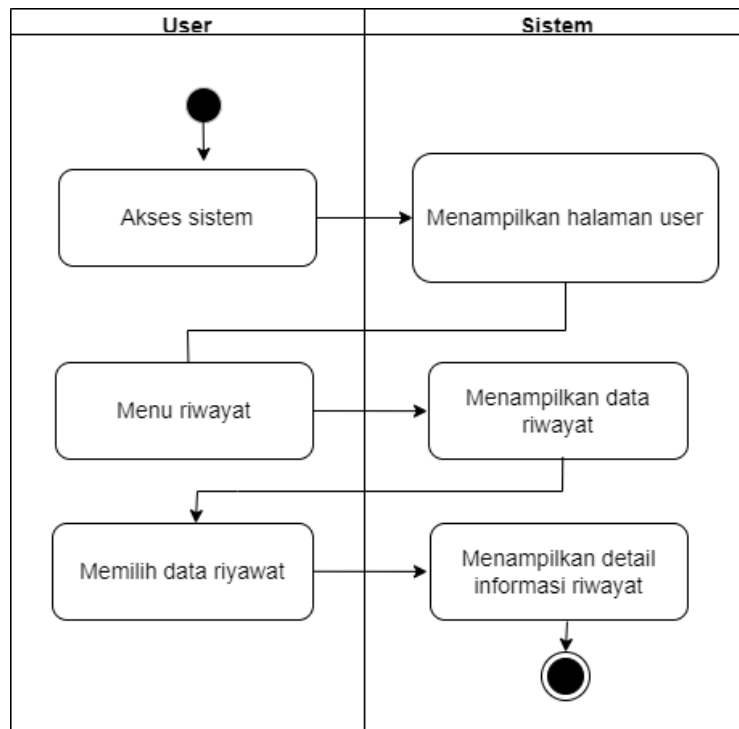 User
Sistem
Akses sistem
Menampilkan halaman user
Menu riwayat
Menampilkan data
riwayat
Memilih data riyawat
Menampilkan detail
informasi riwayat